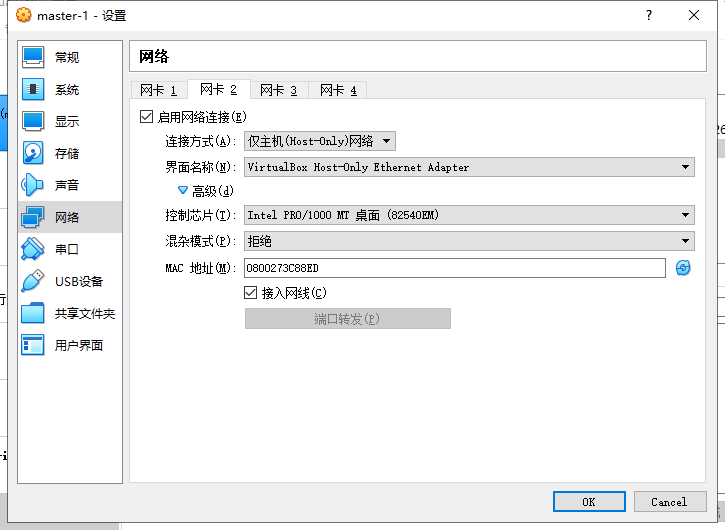 master-1 - 设置
?
常规
系统
显示
存储
声音
网络
串口
USB设备
共享文件夹
用户界面
网络
网卡 1
网卡 2
网卡 3
网卡 4
启用网络连接(E)
连接方式(A): 仅主机(Host-Only)网络
界面名称(N): VirtualBox Host-Only Ethernet Adapter
高级(d)
控制芯片(T): Intel PRO/1000 MT 桌面 (82540EM)
混杂模式(P): 拒绝
MAC 地址(M): 0800273C88ED
接入网线(C)
端口转发(P)
OK
Cancel